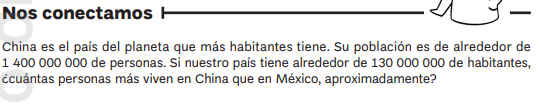 Nos conectamos
China es el país del planeta que más habitantes tiene. Su población es de alrededor de
1 400 000 000 de personas. Si nuestro país tiene alrededor de 130 000 000 de habitantes,
¿cuántas personas más viven en China que en México, aproximadamente?